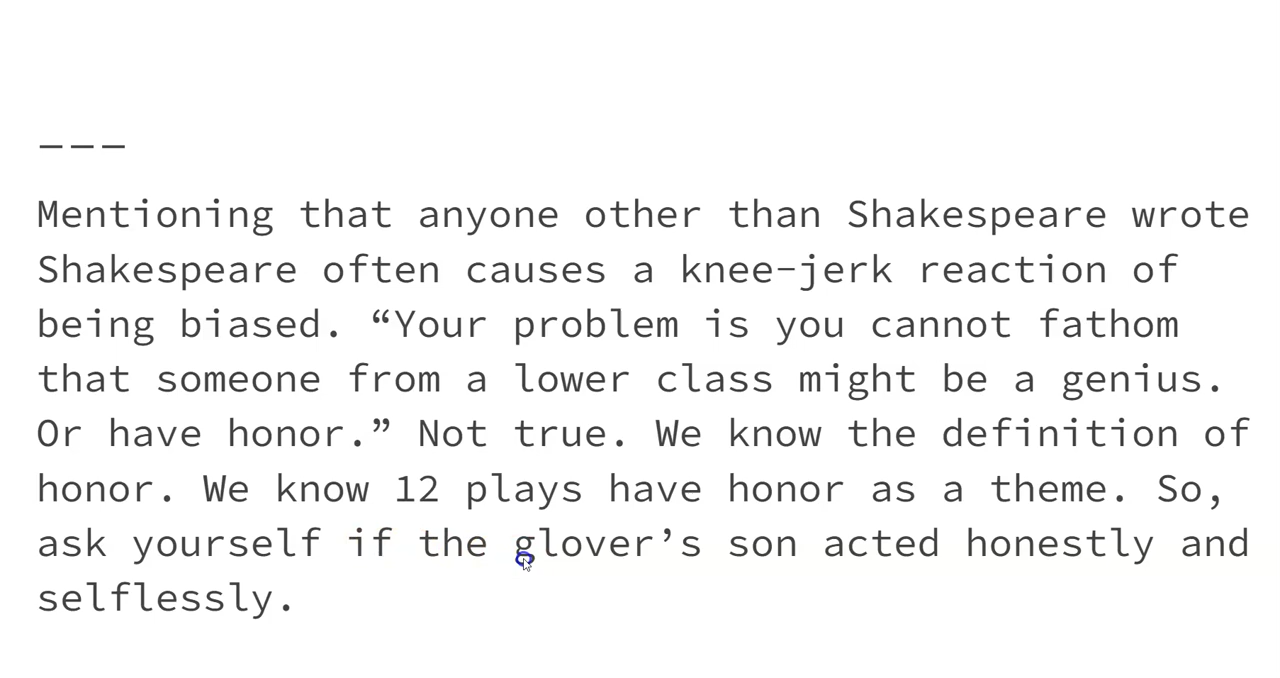 ———
Mentioning that anyone other than Shakespeare wrote
Shakespeare often causes a knee-jerk reaction of
being biased. “Your problem is you cannot fathom
that someone from a lower class might be a genius.
Or have honor.” Not true. We know the definition of
honor. We know 12 plays have honor as a theme. So,
ask yourself if the glover’s son acted honestly and
selflessly.